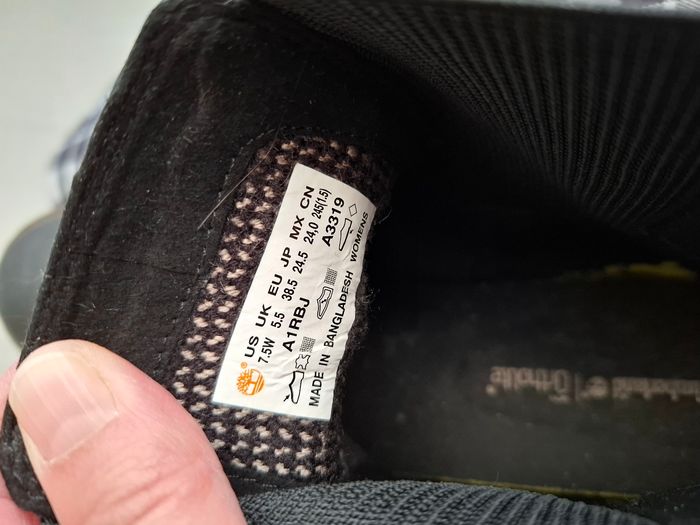 US UK EU JP MX CN
7.5W 5.5 38.5 24.5 24,0 245(1.5)
A1RBJ A3319
MADE IN BANGLADESH WOMENS
Timberland OrthoLite